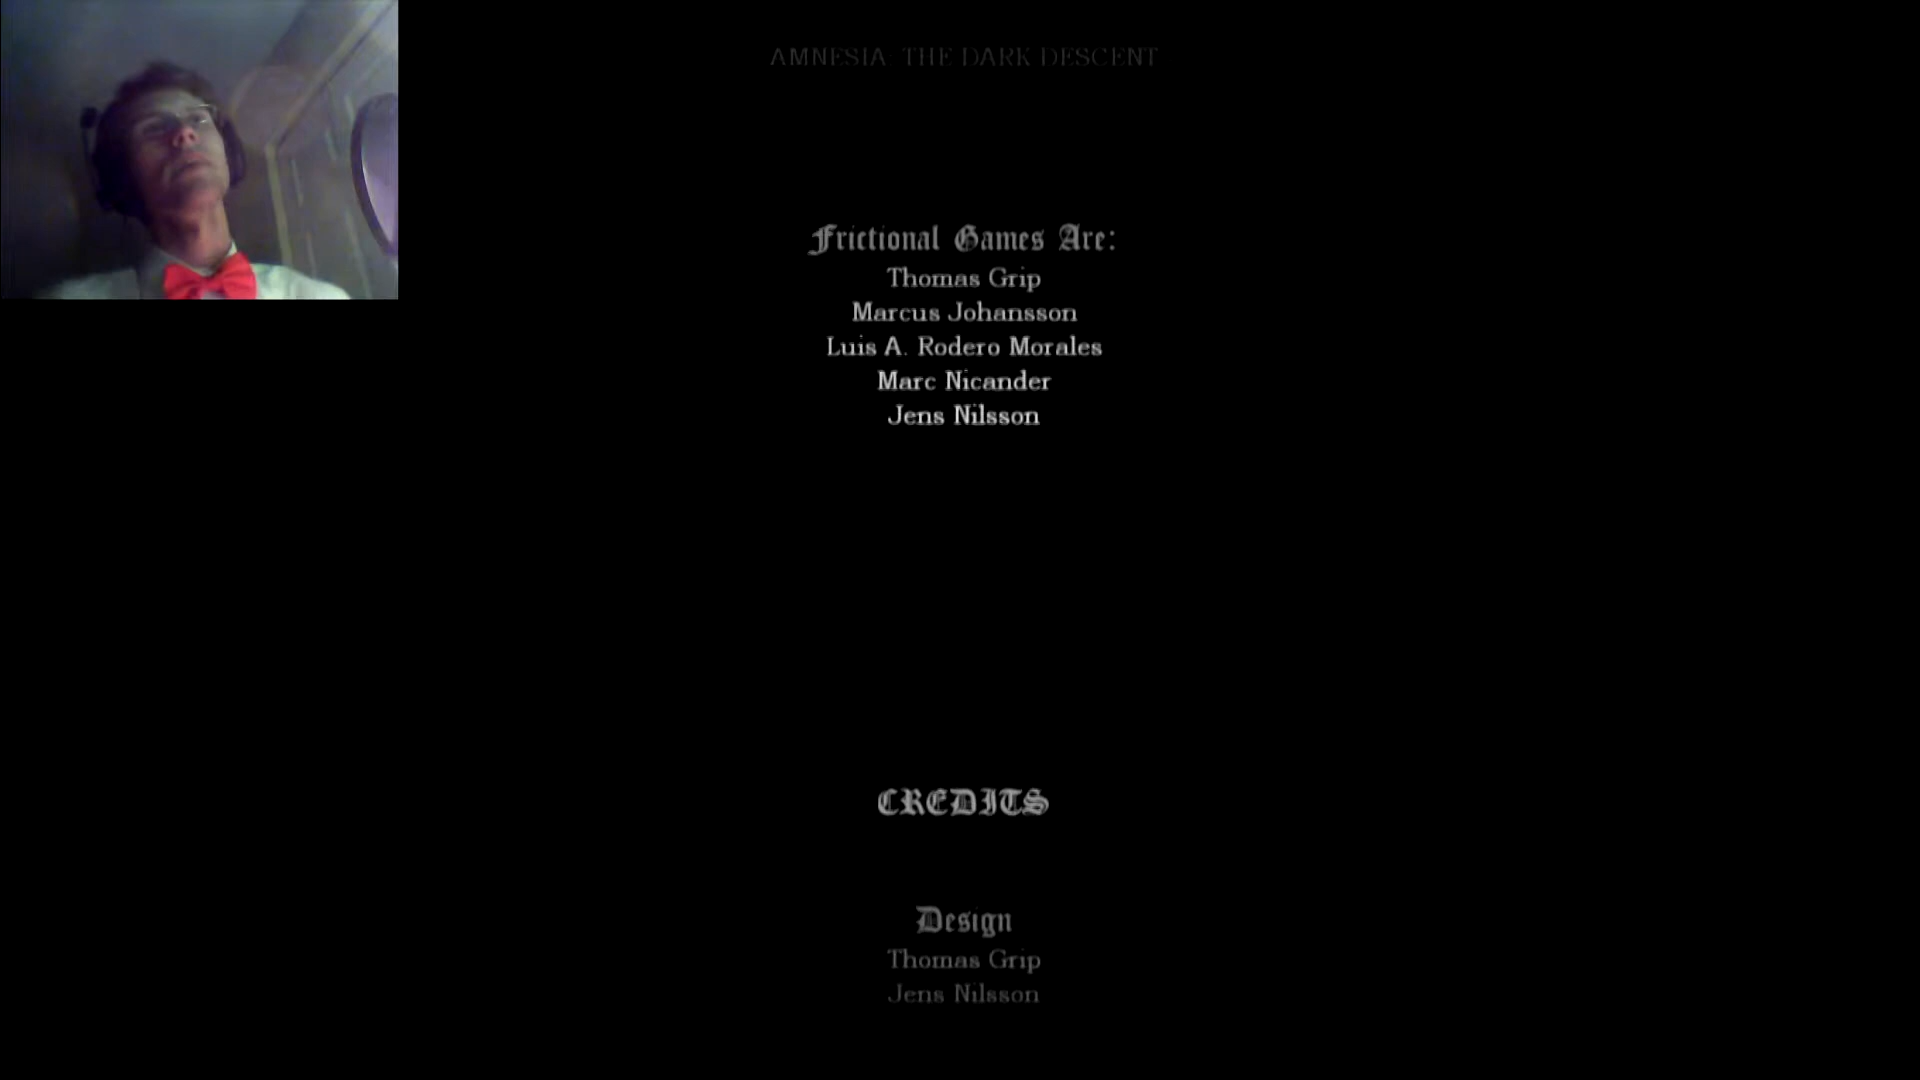 AMNESIA: THE DARK DESCENT
Frictional Games Are:
Thomas Grip
Marcus Johansson
Luis A. Rodero Morales
Marc Nicander
Jens Nilsson
CREDITS
Design
Thomas Grip
Jens Nilsson